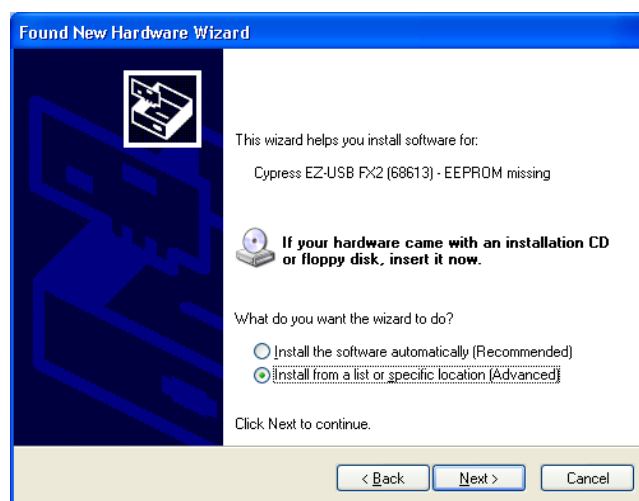 Found New Hardware Wizard
This wizard helps you install software for:
Cypress EZ-USB FX2 (68613) - EEPROM missing
If your hardware came with an installation CD
or floppy disk, insert it now.
What do you want the wizard to do?
Install the software automatically (Recommended)
Install from a list or specific location (Advanced)
Click Next to continue.
< Back Next > Cancel